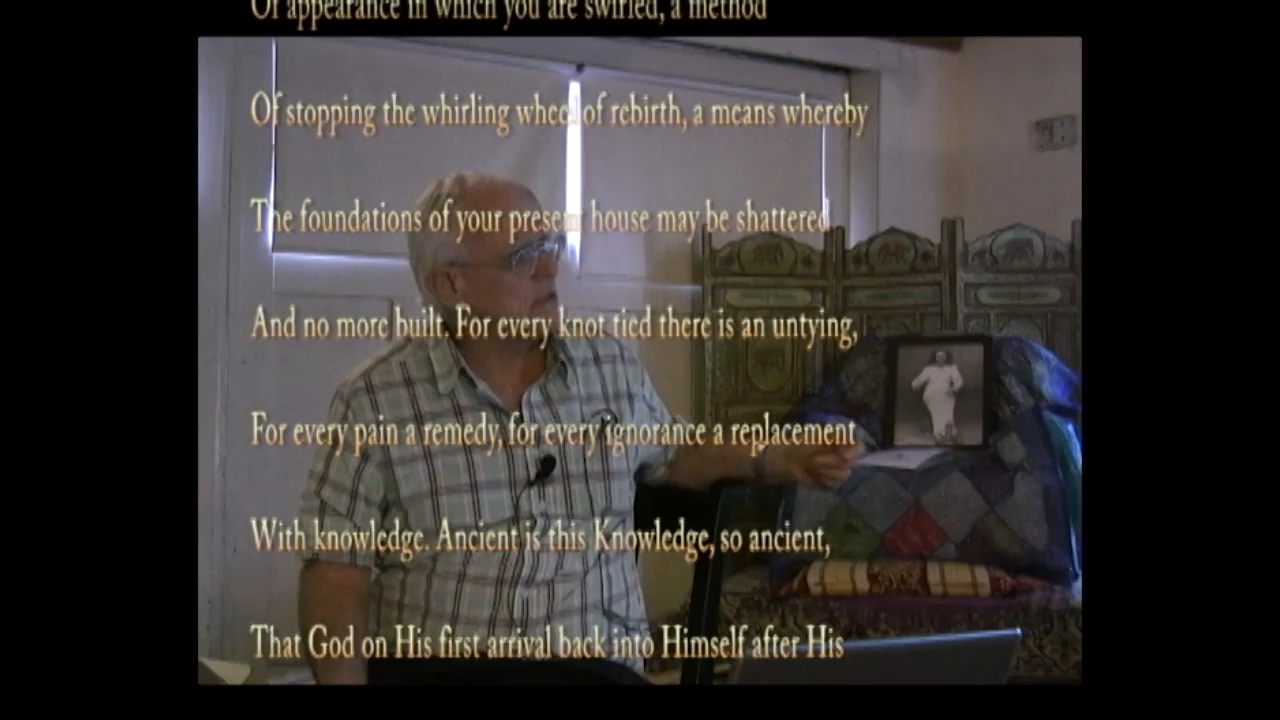 Of appearance in which you are swirled, a method
Of stopping the whirling wheel of rebirth, a means whereby
The foundations of your present house may be shattered
And no more built. For every knot tied there is an untying,
For every pain a remedy, for every ignorance a replacement
With knowledge. Ancient is this Knowledge, so ancient,
That God on His first arrival back into Himself after His